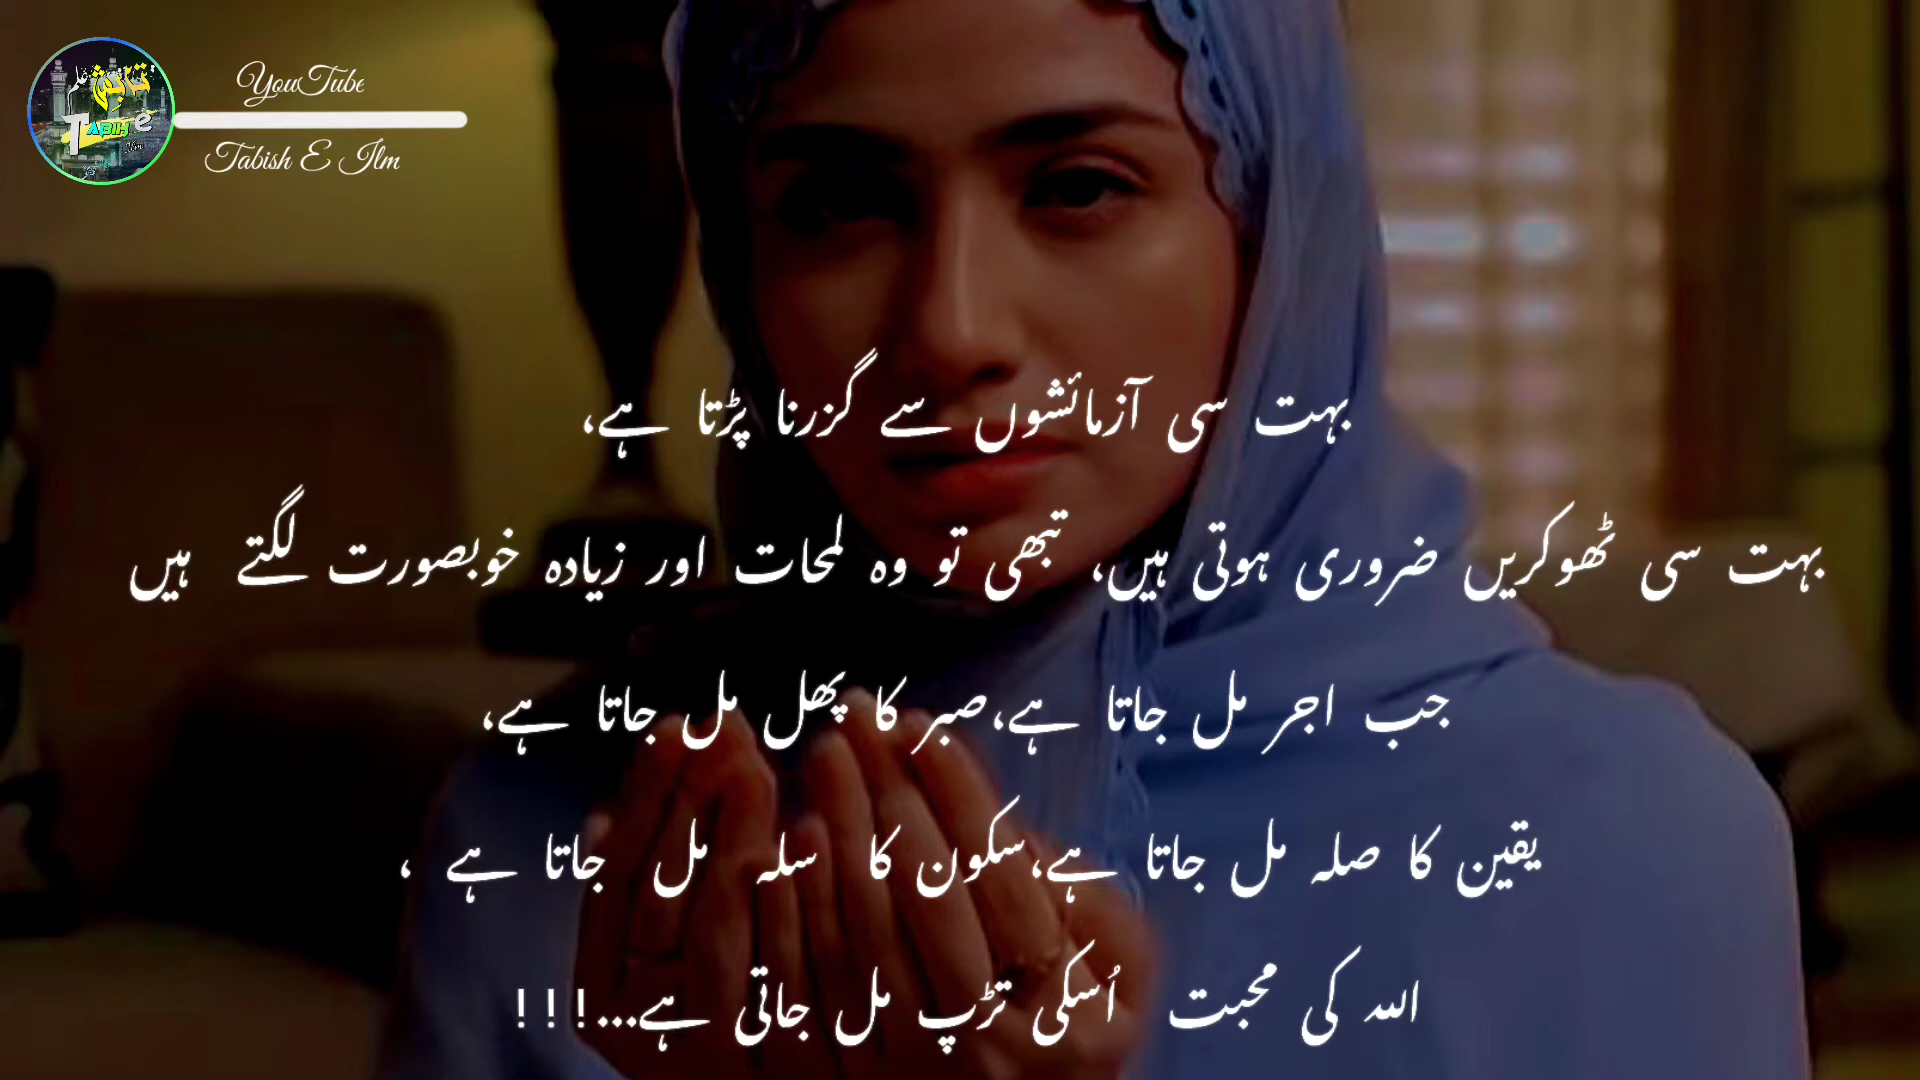 YouTube
Tabish E Ilm
بہت سی آزمائشوں سے گزرنا پڑتا ہے،
بہت سی ٹھوکریں ضروری ہوتی ہیں، تبھی تو وہ لمحات اور زیادہ خوبصورت لگتے ہیں
جب اجر مل جاتا ہے،صبر کا پھل مل جاتا ہے،
یقین کا صلہ مل جاتا ہے،سکون کا سلہ مل جاتا ہے ،
اللہ کی محبت اُسکی تڑپ مل جاتی ہے...!!!